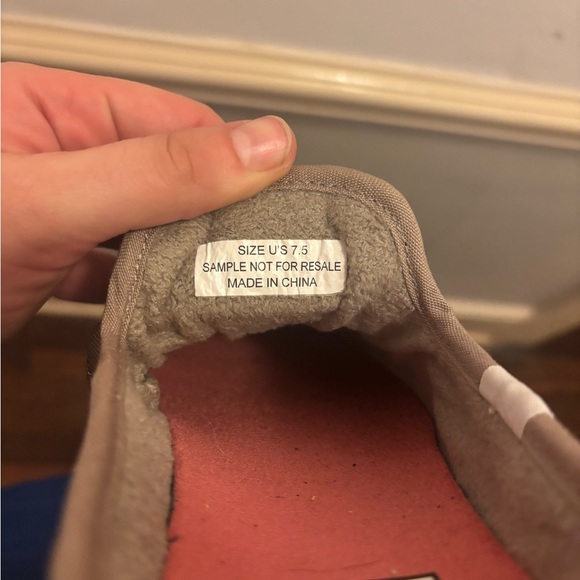 SIZE U'S 7.5
SAMPLE NOT FOR RESALE
MADE IN CHINA